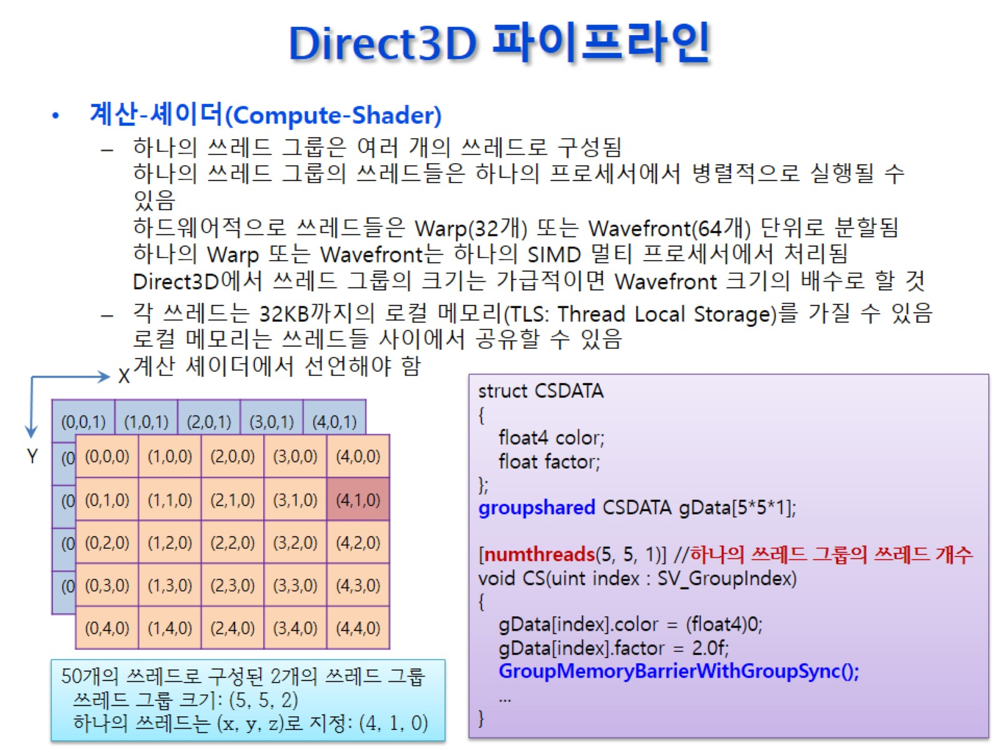 Direct3D 파이프라인
• 계산-셰이더(Compute-Shader)
– 하나의 쓰레드 그룹은 여러 개의 쓰레드로 구성됨
하나의 쓰레드 그룹의 쓰레드들은 하나의 프로세서에서 병렬적으로 실행될 수
있음
하드웨어적으로 쓰레드들은 Warp(32개) 또는 Wavefront(64개) 단위로 분할됨
하나의 Warp 또는 Wavefront는 하나의 SIMD 멀티 프로세서에서 처리됨
Direct3D에서 쓰레드 그룹의 크기는 가급적이면 Wavefront 크기의 배수로 할 것
– 각 쓰레드는 32KB까지의 로컬 메모리(TLS: Thread Local Storage)를 가질 수 있음
로컬 메모리는 쓰레드들 사이에서 공유할 수 있음
계산 셰이더에서 선언해야 함
X
Y
(0,0,1) (1,0,1) (2,0,1) (3,0,1) (4,0,1)
(0 (0,0,0) (1,0,0) (2,0,0) (3,0,0) (4,0,0)
(0 (0,1,0) (1,1,0) (2,1,0) (3,1,0) (4,1,0)
(0 (0,2,0) (1,2,0) (2,2,0) (3,2,0) (4,2,0)
(0 (0,3,0) (1,3,0) (2,3,0) (3,3,0) (4,3,0)
(0,4,0) (1,4,0) (2,4,0) (3,4,0) (4,4,0)
50개의 쓰레드로 구성된 2개의 쓰레드 그룹
쓰레드 그룹 크기: (5, 5, 2)
하나의 쓰레드는 (x, y, z)로 지정: (4, 1, 0)
struct CSDATA
{
float4 color;
float factor;
};
groupshared CSDATA gData[5*5*1];
[numthreads(5, 5, 1)] //하나의 쓰레드 그룹의 쓰레드 개수
void CS(uint index : SV_GroupIndex)
{
gData[index].color = (float4)0;
gData[index].factor = 2.0f;
GroupMemoryBarrierWithGroupSync();
...
}